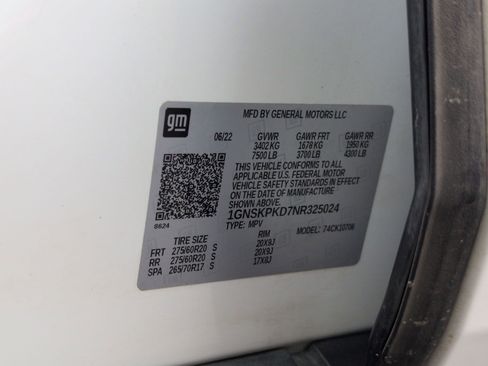 gm
MFD BY GENERAL MOTORS LLC
06/22 GVWR GAWR FRT GAWR RR
3402 KG 1678 KG 1950 KG
7500 LB 3700 LB 4300 LB
THIS VEHICLE CONFORMS TO ALL
APPLICABLE U.S. FEDERAL MOTOR
VEHICLE SAFETY STANDARDS IN
EFFECT ON THE DATE OF MANUFACTURE
SHOWN ABOVE.
1GNSKPKD7NR325024
TYPE: MPV MODEL: 74CK10706
8624
TIRE SIZE RIM
FRT 275/60R20 S 20X9J
RR 275/60R20 S 20X9J
SPA 265/70R17 S 17X8J